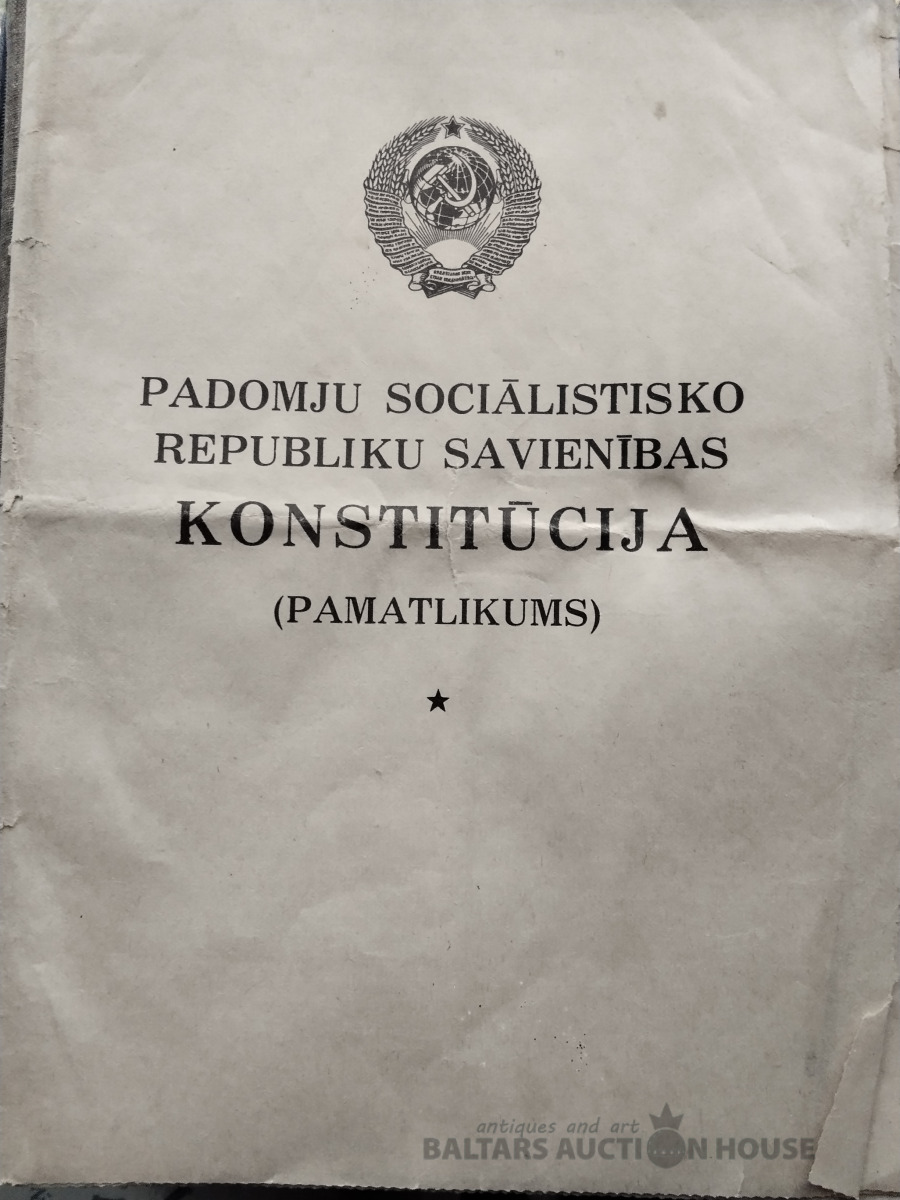 PADOMJU SOCIĀLISTISKO
REPUBLIKU SAVIENĪBAS
KONSTITŪCIJA
(PAMATLIKUMS)
antiques and art
BALTARS AUCTION HOUSE